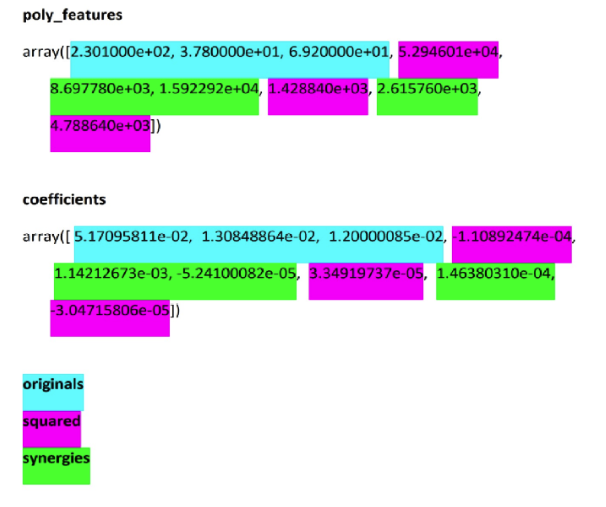 poly_features
array([2.301000e+02, 3.780000e+01, 6.920000e+01, 5.294601e+04,
8.697780e+03, 1.592292e+04, 1.428840e+03, 2.615760e+03,
4.788640e+03])
coefficients
array([ 5.17095811e-02, 1.30848864e-02, 1.20000085e-02, -1.10892474e-04,
1.14212673e-03, -5.24100082e-05, 3.34919737e-05, 1.46380310e-04,
-3.04715806e-05])
originals
squared
synergies